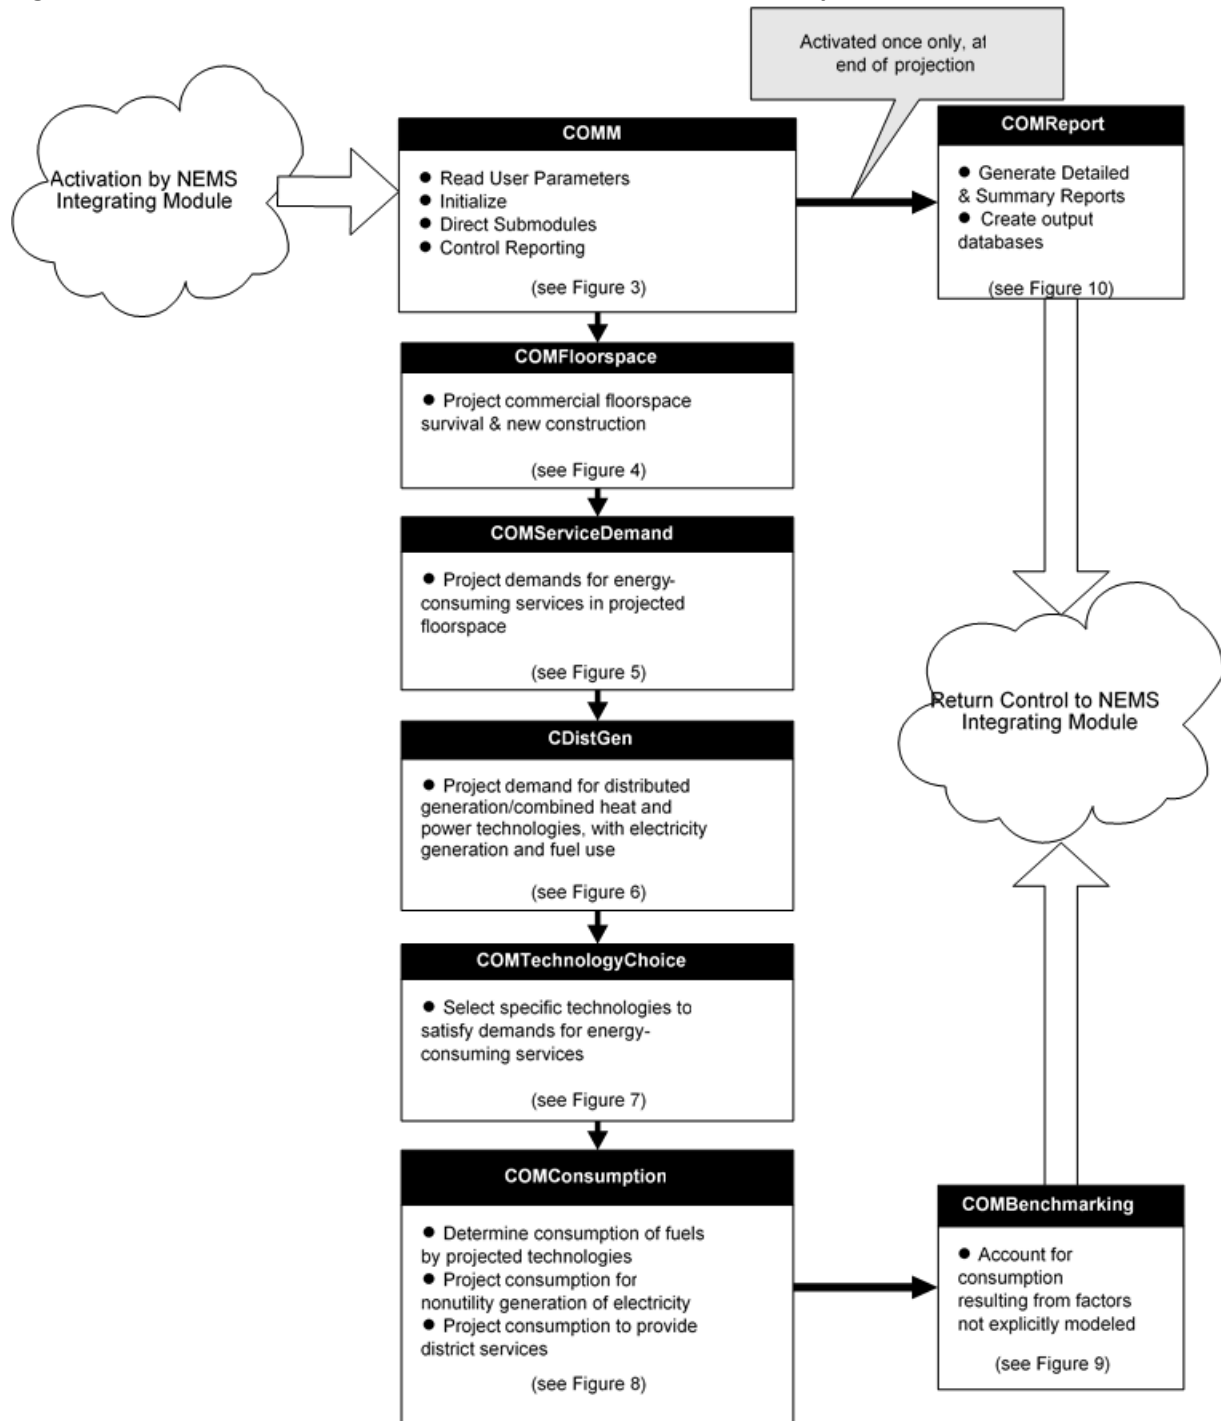 Activated once only, at
end of projection
Activation by NEMS
Integrating Module
COMM
● Read User Parameters
● Initialize
● Direct Submodules
● Control Reporting
(see Figure 3)
COMReport
● Generate Detailed
& Summary Reports
● Create output
databases
(see Figure 10)
COMFloorspace
● Project commercial floorspace
survival & new construction
(see Figure 4)
COMServiceDemand
● Project demands for energy-
consuming services in projected
floorspace
(see Figure 5)
Return Control to NEMS
Integrating Module
CDistGen
● Project demand for distributed
generation/combined heat and
power technologies, with electricity
generation and fuel use
(see Figure 6)
COMTechnologyChoice
● Select specific technologies to
satisfy demands for energy-
consuming services
(see Figure 7)
COMConsumption
● Determine consumption of fuels
by projected technologies
● Project consumption for
nonutility generation of electricity
● Project consumption to provide
district services
(see Figure 8)
COMBenchmarking
● Account for
consumption
resulting from factors
not explicitly modeled
(see Figure 9)